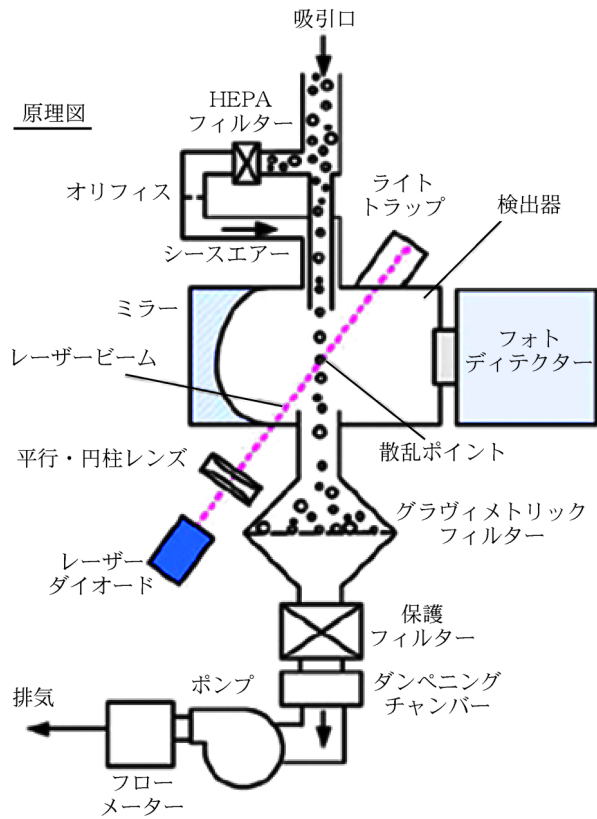 吸引口
原理図
HEPA
フィルター
オリフィス
ライト
トラップ
検出器
シースエアー
ミラー
フォト
ディテクター
レーザービーム
散乱ポイント
平行・円柱レンズ
グラヴィメトリック
フィルター
レーザー
ダイオード
保護
フィルター
ポンプ
ダンペニング
チャンバー
排気
フロー
メーター